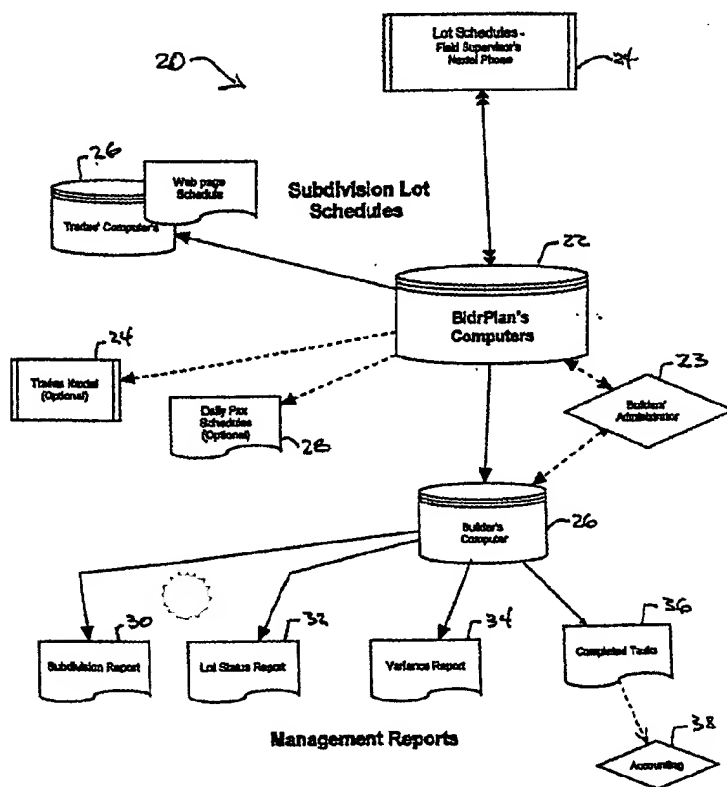 20
Lot Schedules -
Field Supervisor's
Nextel Phone
24
26
Web page
Schedule
Trades' Computer's
Subdivision Lot
Schedules
22
BldrPlan's
Computers
24
Trades Nextel
(Optional)
Daily Fax
Schedules
(Optional)
28
23
Builders'
Administrator
Builder's
Computer
26
30
Subdivision Report
32
Lot Status Report
34
Variance Report
36
Completed Tasks
Management Reports
38
Accounting